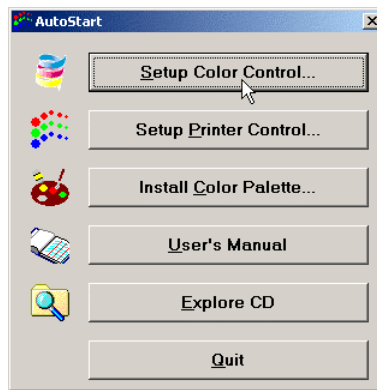 AutoStart
Setup Color Control...
Setup Printer Control...
Install Color Palette...
User's Manual
Explore CD
Quit